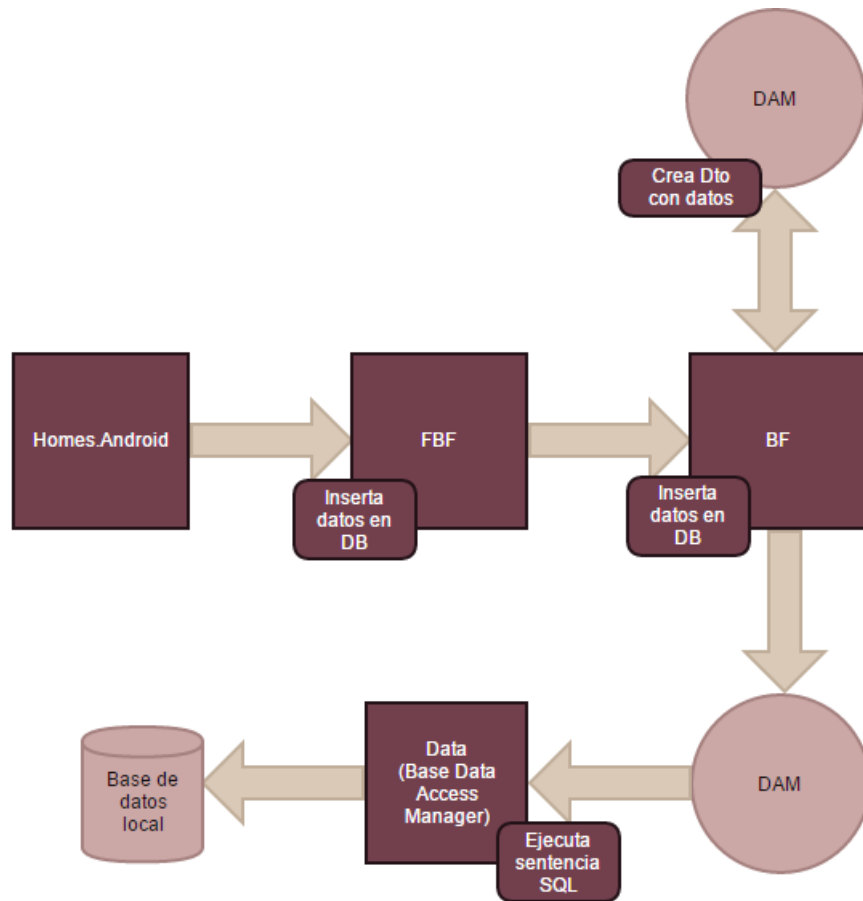 DAM
Crea Dto
con datos
Homes.Android
FBF
BF
Inserta
datos en
DB
Inserta
datos en
DB
Data
(Base Data
Access
Manager)
Base de
datos
local
DAM
Ejecuta
sentencia
SQL